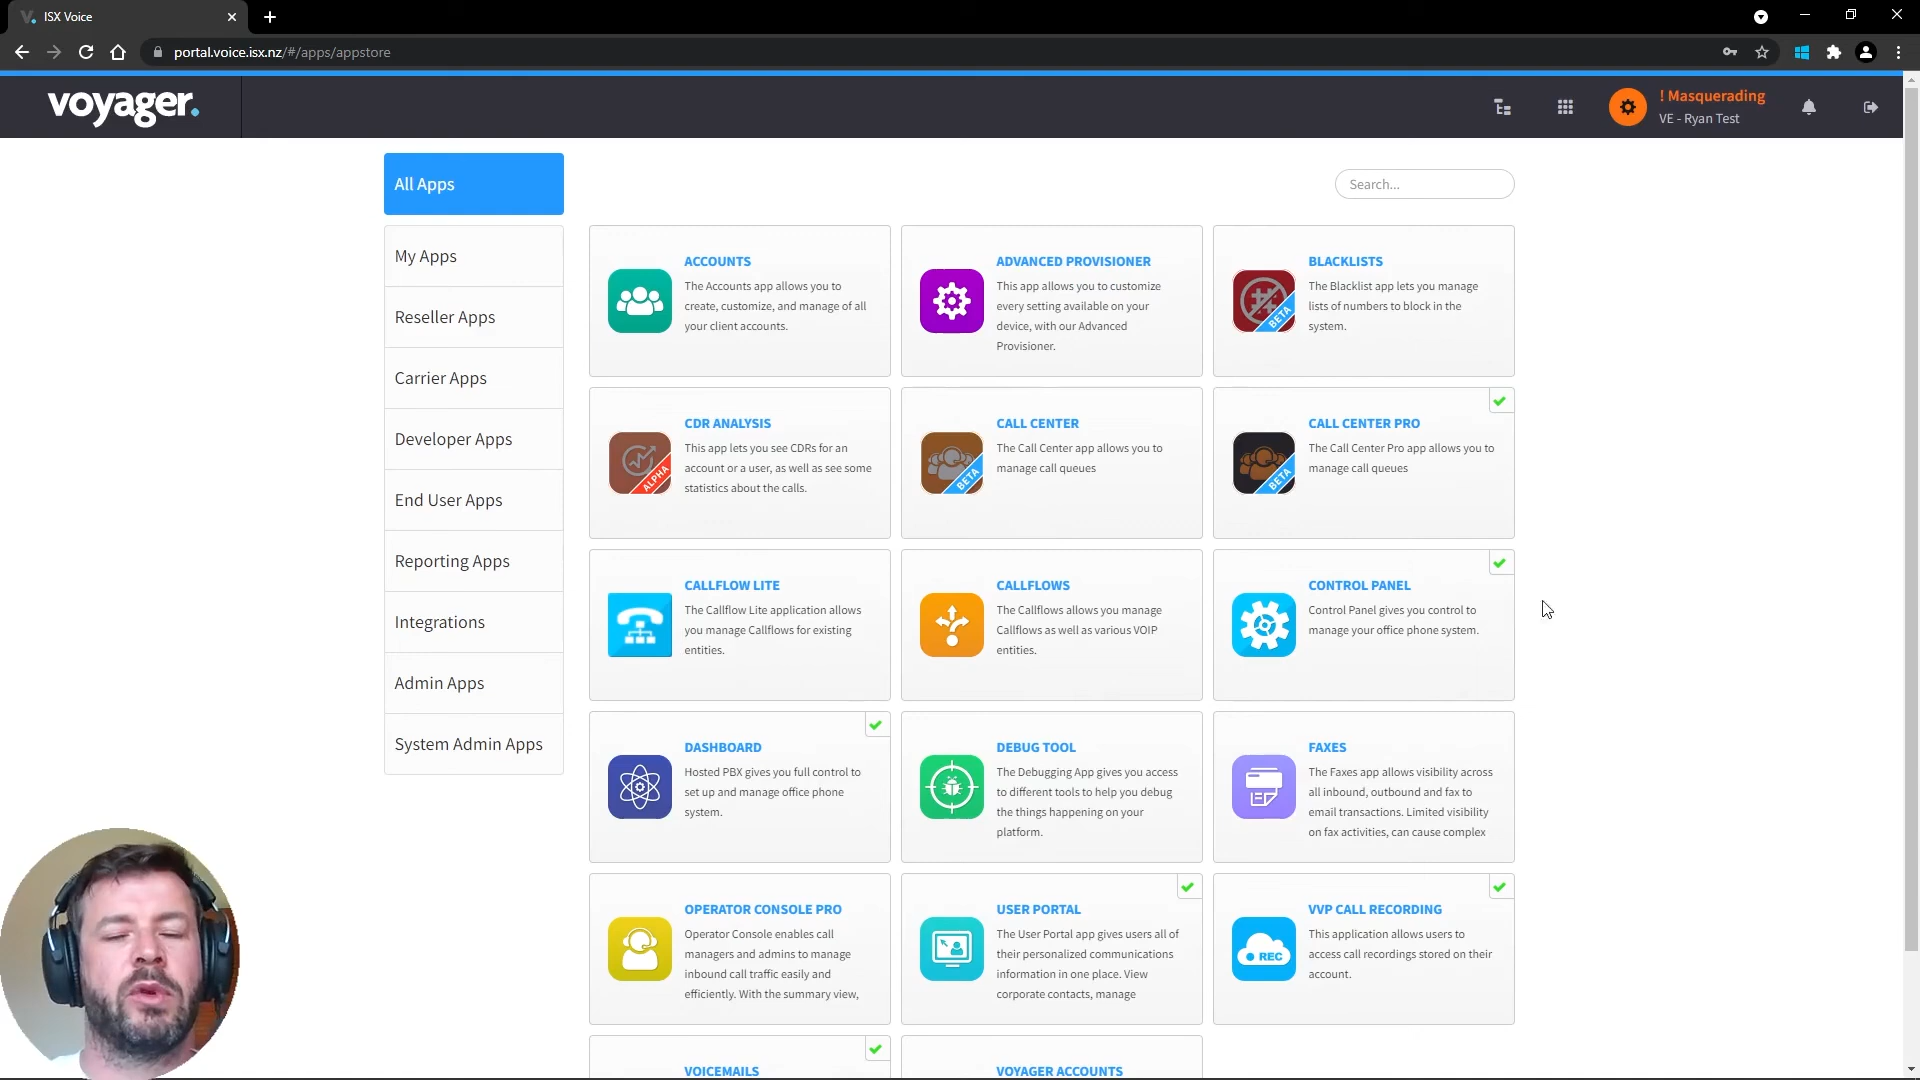 ISX Voice
portal.voice.isx.nz/#/apps/appstore
voyager.
! Masquerading
VE - Ryan Test
All Apps
Search...
My Apps
Reseller Apps
Carrier Apps
Developer Apps
End User Apps
Reporting Apps
Integrations
Admin Apps
System Admin Apps
ACCOUNTS
The Accounts app allows you to
create, customize, and manage of all
your client accounts.
ADVANCED PROVISIONER
This app allows you to customize
every setting available on your
device, with our Advanced
Provisioner.
BLACKLISTS
The Blacklist app lets you manage
lists of numbers to block in the
system.
BETA
CDR ANALYSIS
This app lets you see CDRs for an
account or a user, as well as see some
statistics about the calls.
ALPHA
CALL CENTER
The Call Center app allows you to
manage call queues
BETA
CALL CENTER PRO
The Call Center Pro app allows you to
manage call queues
BETA
CALLFLOW LITE
The Callflow Lite application allows
you manage Callflows for existing
entities.
CALLFLOWS
The Callflows allows you manage
Callflows as well as various VOIP
entities.
CONTROL PANEL
Control Panel gives you control to
manage your office phone system.
DASHBOARD
Hosted PBX gives you full control to
set up and manage office phone
system.
DEBUG TOOL
The Debugging App gives you access
to different tools to help you debug
the things happening on your
platform.
FAXES
The Faxes app allows visibility across
all inbound, outbound and fax to
email transactions. Limited visibility
on fax activities, can cause complex
OPERATOR CONSOLE PRO
Operator Console enables call
managers and admins to manage
inbound call traffic easily and
efficiently. With the summary view,
USER PORTAL
The User Portal app gives users all of
their personalized communications
information in one place. View
corporate contacts, manage
VVP CALL RECORDING
This application allows users to
access call recordings stored on their
account.
REC
VOICEMAILS
VOYAGER ACCOUNTS